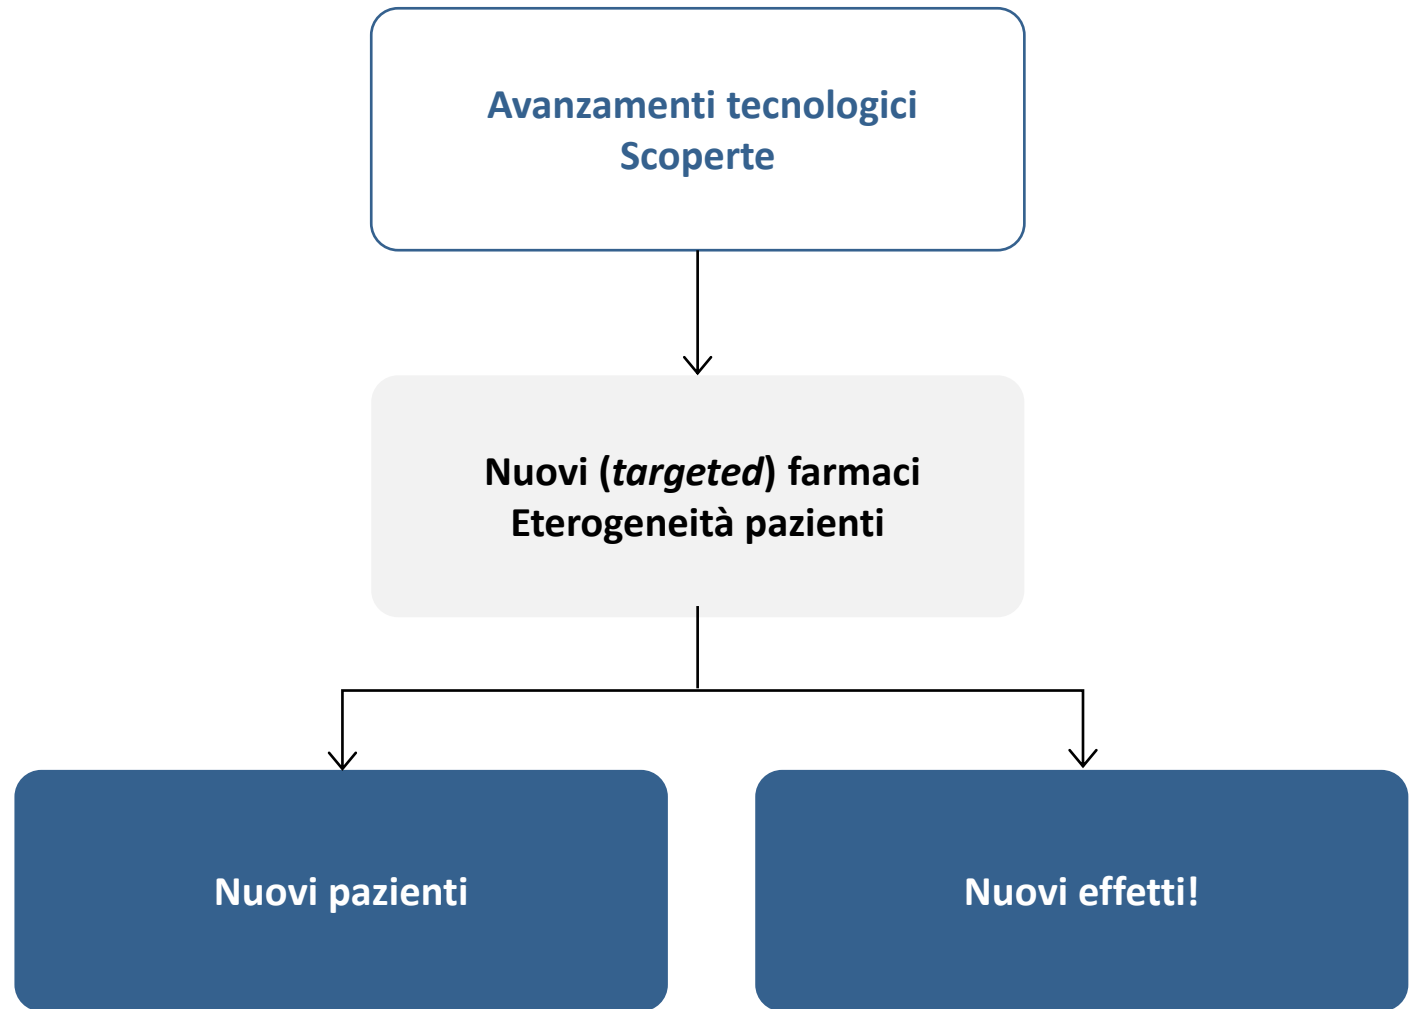 Avanzamenti tecnologici
Scoperte
Nuovi (targeted) farmaci
Eterogeneità pazienti
Nuovi pazienti
Nuovi effetti!